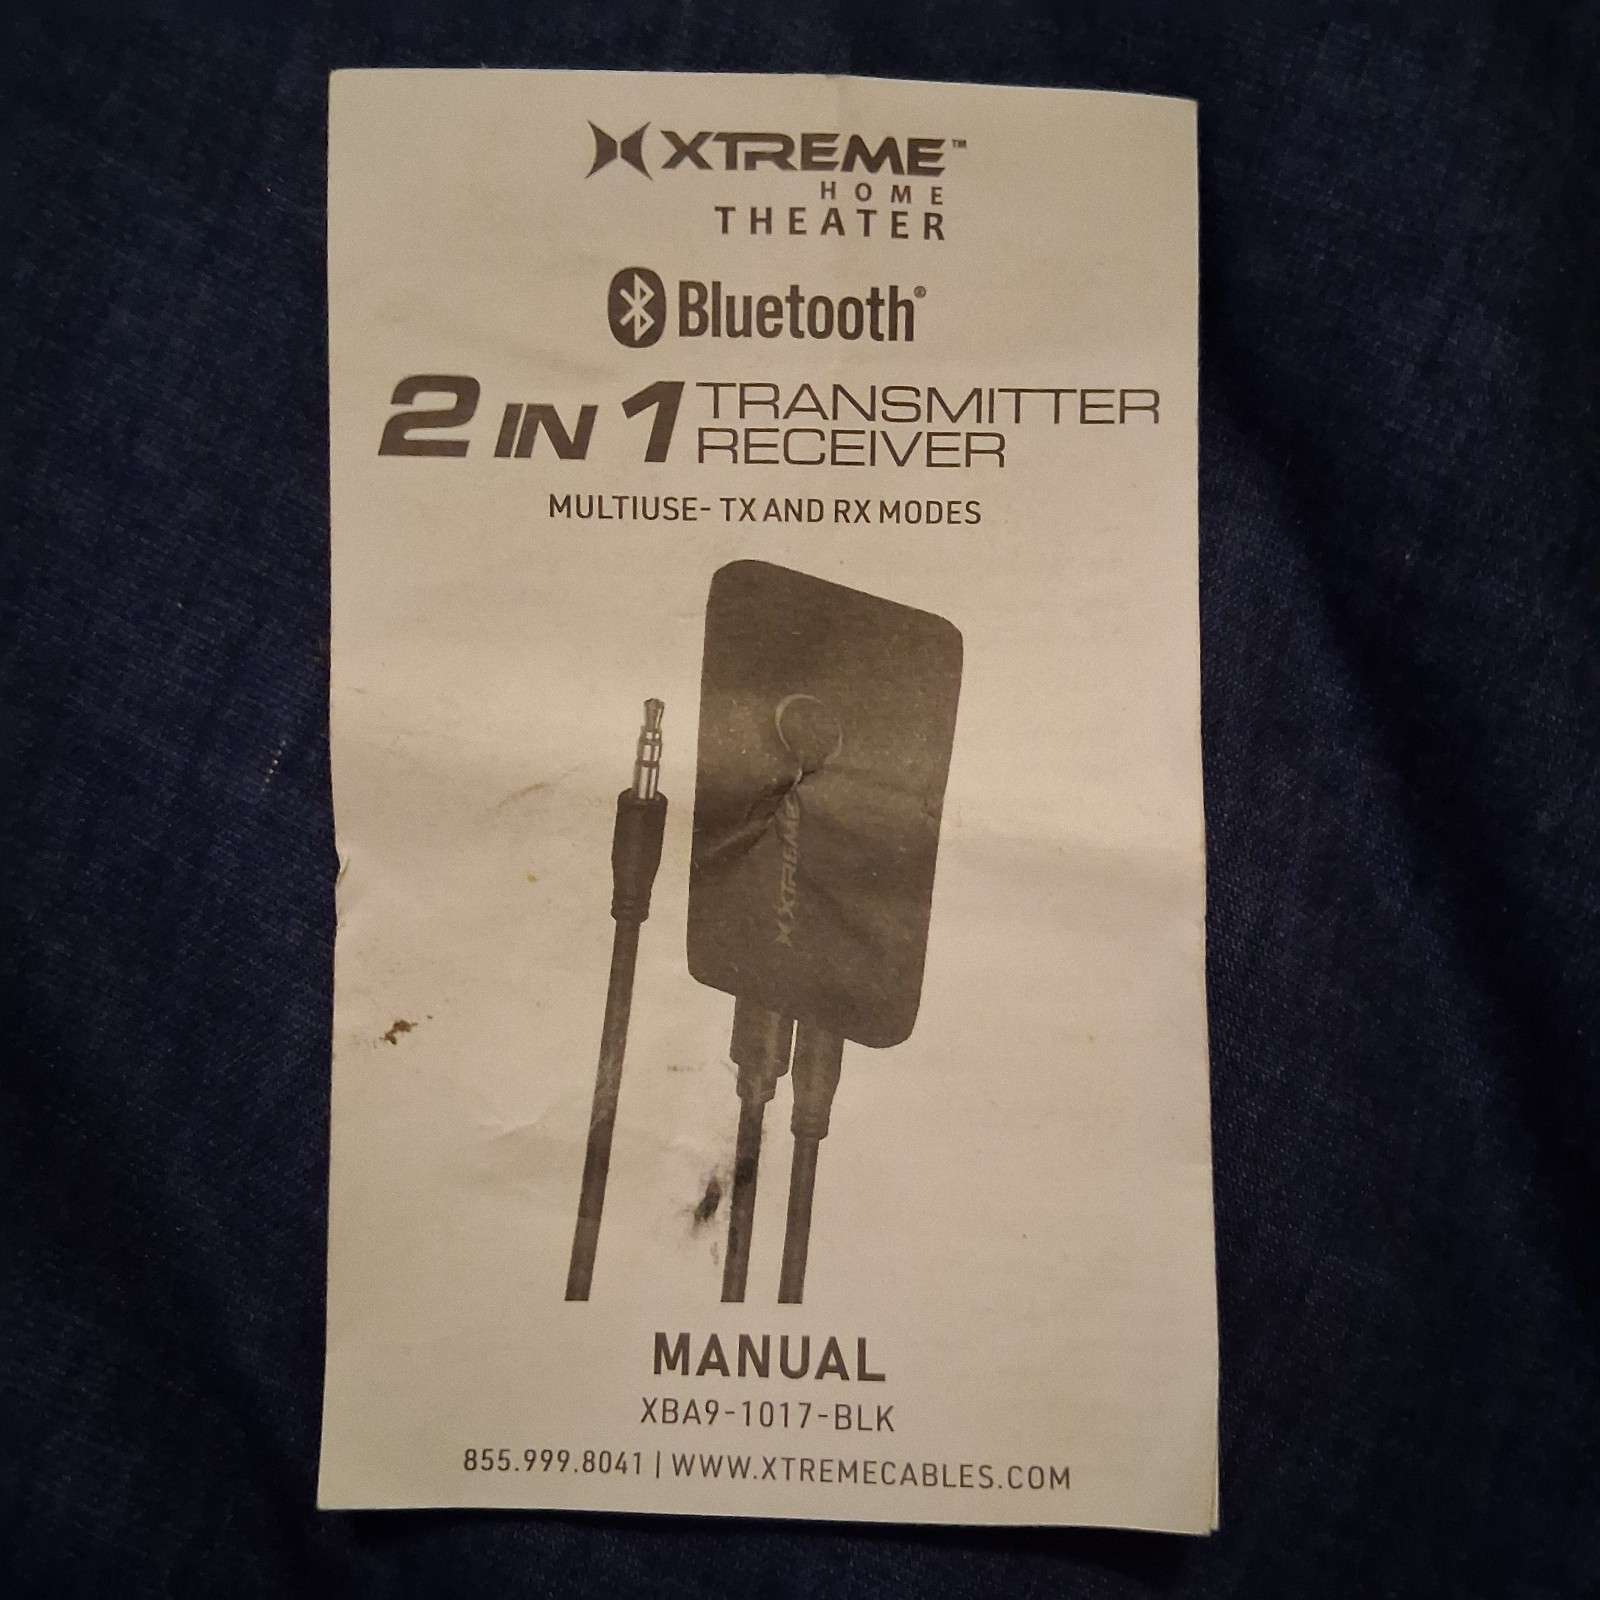 XTREME™
HOME
THEATER
Bluetooth®
2 IN 1 TRANSMITTER
RECEIVER
MULTIUSE- TX AND RX MODES
XTREME
MANUAL
XBA9-1017-BLK
855.999.8041 | WWW.XTREMECABLES.COM